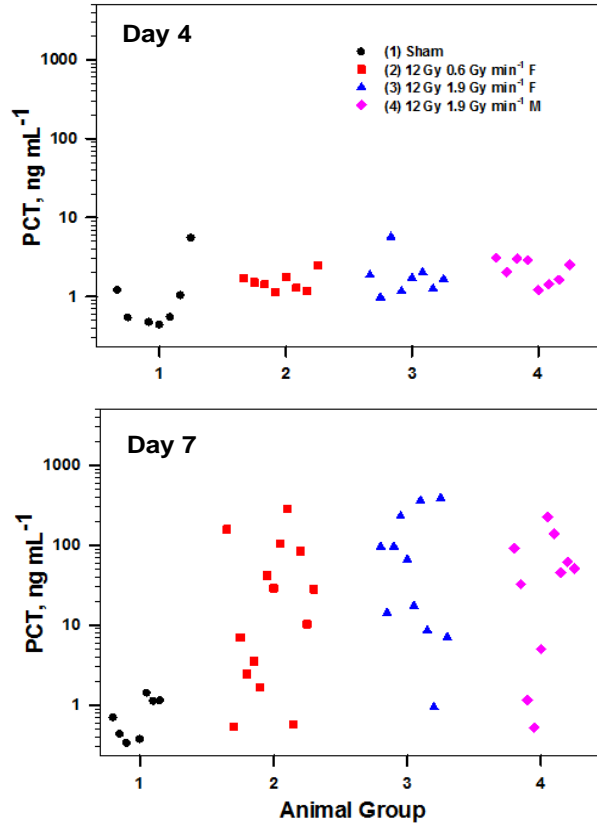 Day 4
(1) Sham
(2) 12 Gy 0.6 Gy min⁻¹ F
(3) 12 Gy 1.9 Gy min⁻¹ F
(4) 12 Gy 1.9 Gy min⁻¹ M
PCT, ng mL⁻¹
1000
100
10
1
1 2 3 4
Day 7
PCT, ng mL⁻¹
1000
100
10
1
1 2 3 4
Animal Group